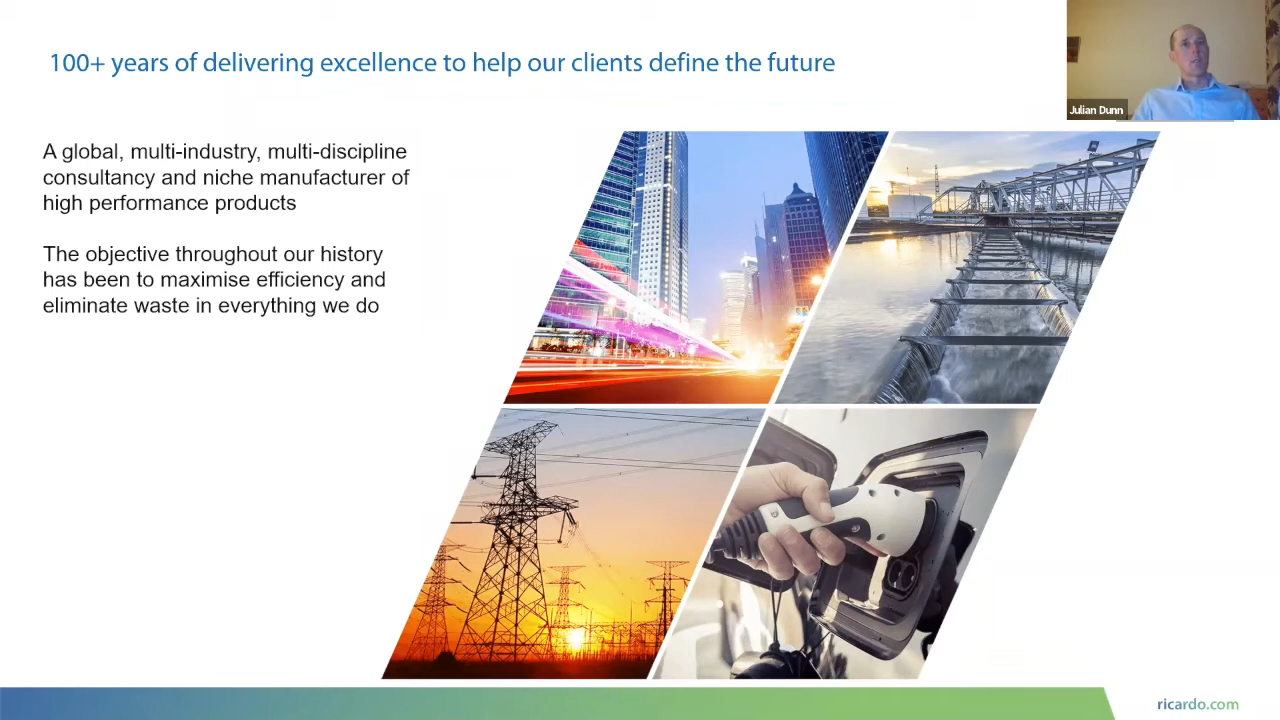 100+ years of delivering excellence to help our clients define the future
Julian Dunn
A global, multi-industry, multi-discipline
consultancy and niche manufacturer of
high performance products
The objective throughout our history
has been to maximise efficiency and
eliminate waste in everything we do
ricardo.com